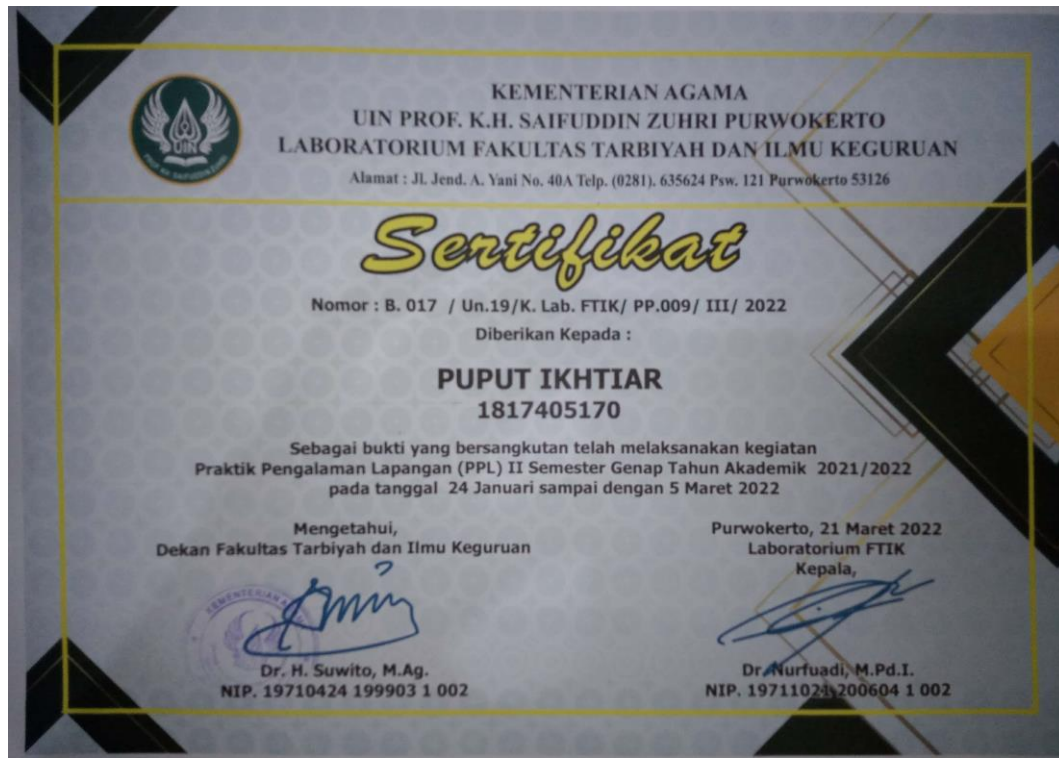 KEMENTERIAN AGAMA
UIN PROF. K.H. SAIFUDDIN ZUHRI PURWOKERTO
LABORATORIUM FAKULTAS TARBIYAH DAN ILMU KEGURUAN
Alamat : Jl. Jend. A. Yani No. 40A Telp. (0281). 635624 Psw. 121 Purwokerto 53126
UIN
Sertifikat
Nomor : B. 017 / Un.19/K. Lab. FTIK/ PP.009/ III/ 2022
Diberikan Kepada :
PUPUT IKHTIAR
1817405170
Sebagai bukti yang bersangkutan telah melaksanakan kegiatan
Praktik Pengalaman Lapangan (PPL) II Semester Genap Tahun Akademik 2021/2022
pada tanggal 24 Januari sampai dengan 5 Maret 2022
Mengetahui,
Dekan Fakultas Tarbiyah dan Ilmu Keguruan
KEMENTERIAN
Dr. H. Suwito, M.Ag.
NIP. 19710424 199903 1 002
Purwokerto, 21 Maret 2022
Laboratorium FTIK
Kepala,
Dr. Nurfuadi, M.Pd.I.
NIP. 19711021 200604 1 002